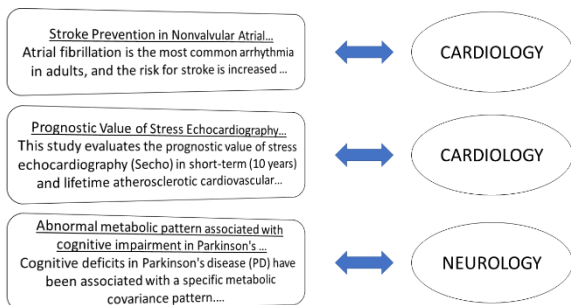 Stroke Prevention in Nonvalvular Atrial...
Atrial fibrillation is the most common arrhythmia
in adults, and the risk for stroke is increased ...
CARDIOLOGY
Prognostic Value of Stress Echocardiography...
This study evaluates the prognostic value of stress
echocardiography (Secho) in short-term (10 years)
and lifetime atherosclerotic cardiovascular...
CARDIOLOGY
Abnormal metabolic pattern associated with
cognitive impairment in Parkinson's ...
Cognitive deficits in Parkinson's disease (PD) have
been associated with a specific metabolic
covariance pattern....
NEUROLOGY